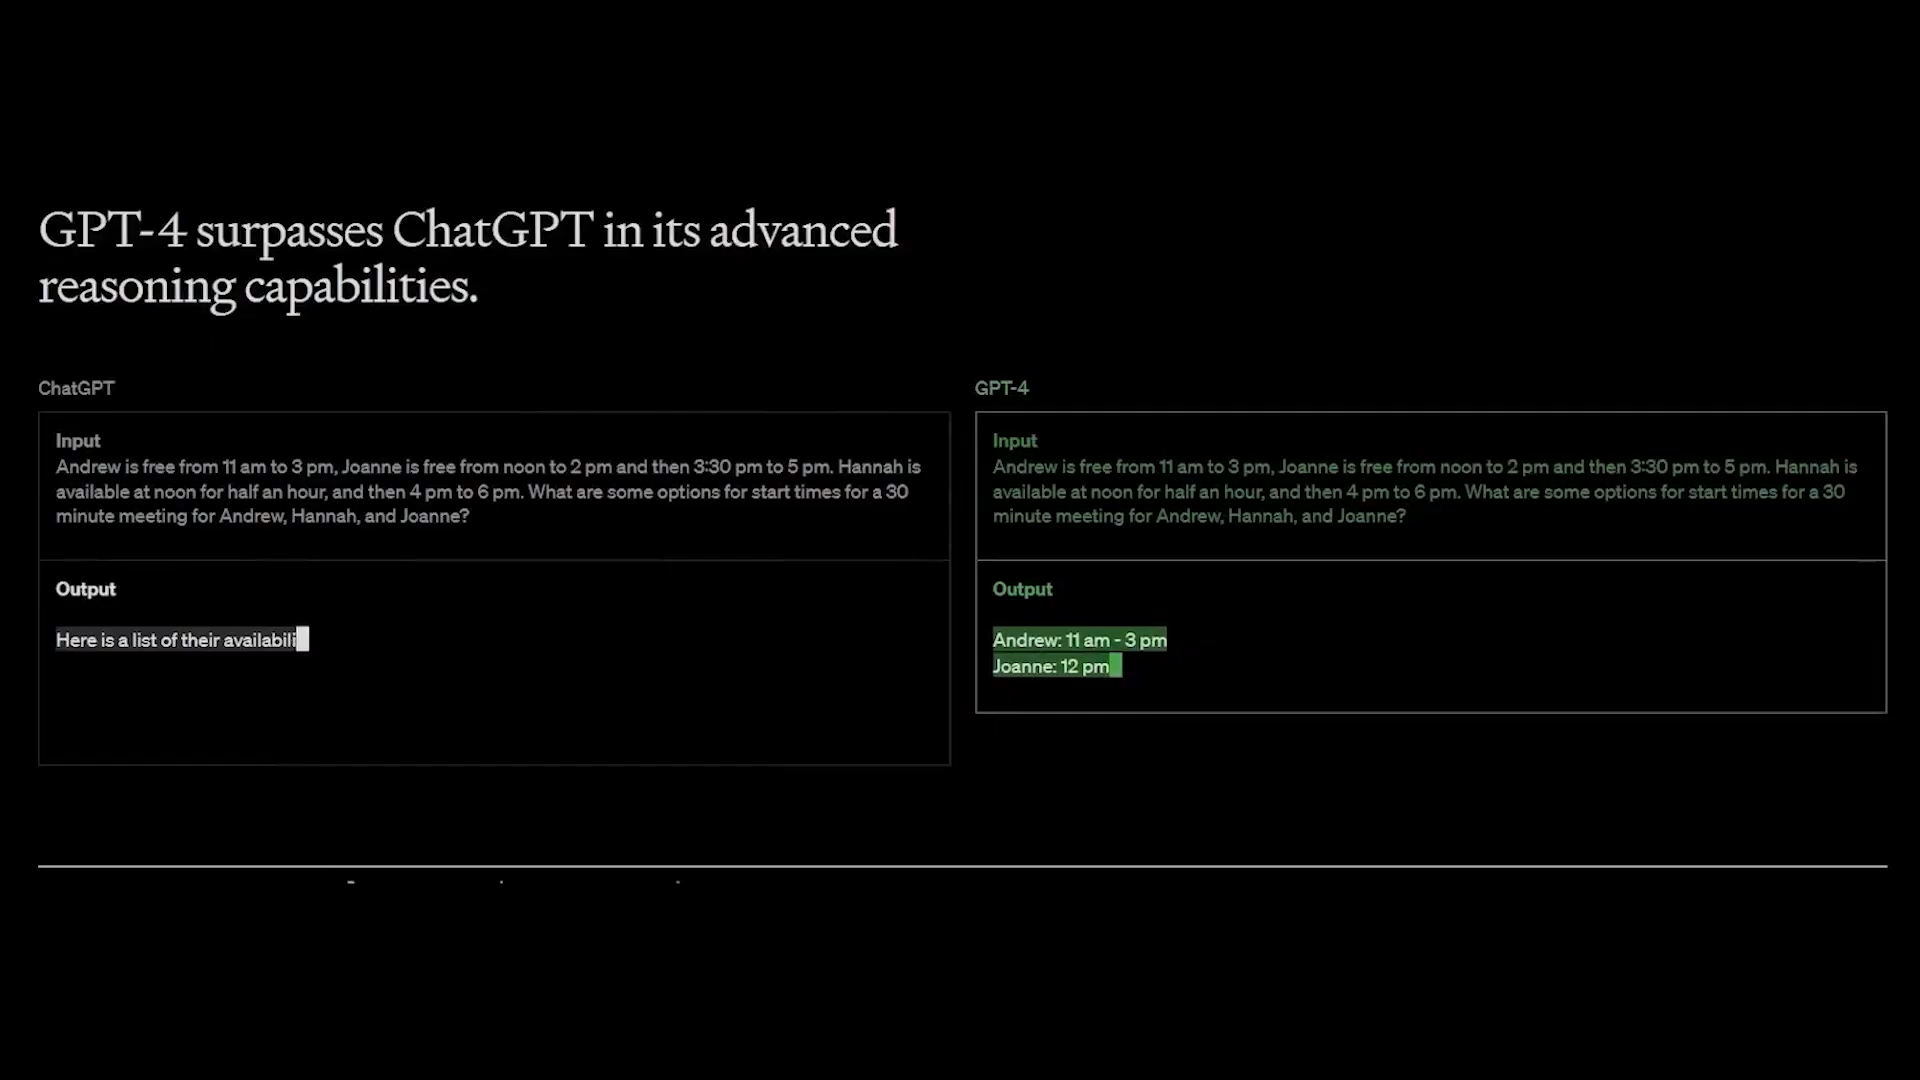 GPT-4 surpasses ChatGPT in its advanced
reasoning capabilities.
ChatGPT
Input
Andrew is free from 11 am to 3 pm, Joanne is free from noon to 2 pm and then 3:30 pm to 5 pm. Hannah is
available at noon for half an hour, and then 4 pm to 6 pm. What are some options for start times for a 30
minute meeting for Andrew, Hannah, and Joanne?
Output
Here is a list of their availabili
GPT-4
Input
Andrew is free from 11 am to 3 pm, Joanne is free from noon to 2 pm and then 3:30 pm to 5 pm. Hannah is
available at noon for half an hour, and then 4 pm to 6 pm. What are some options for start times for a 30
minute meeting for Andrew, Hannah, and Joanne?
Output
Andrew: 11 am - 3 pm
Joanne: 12 pm